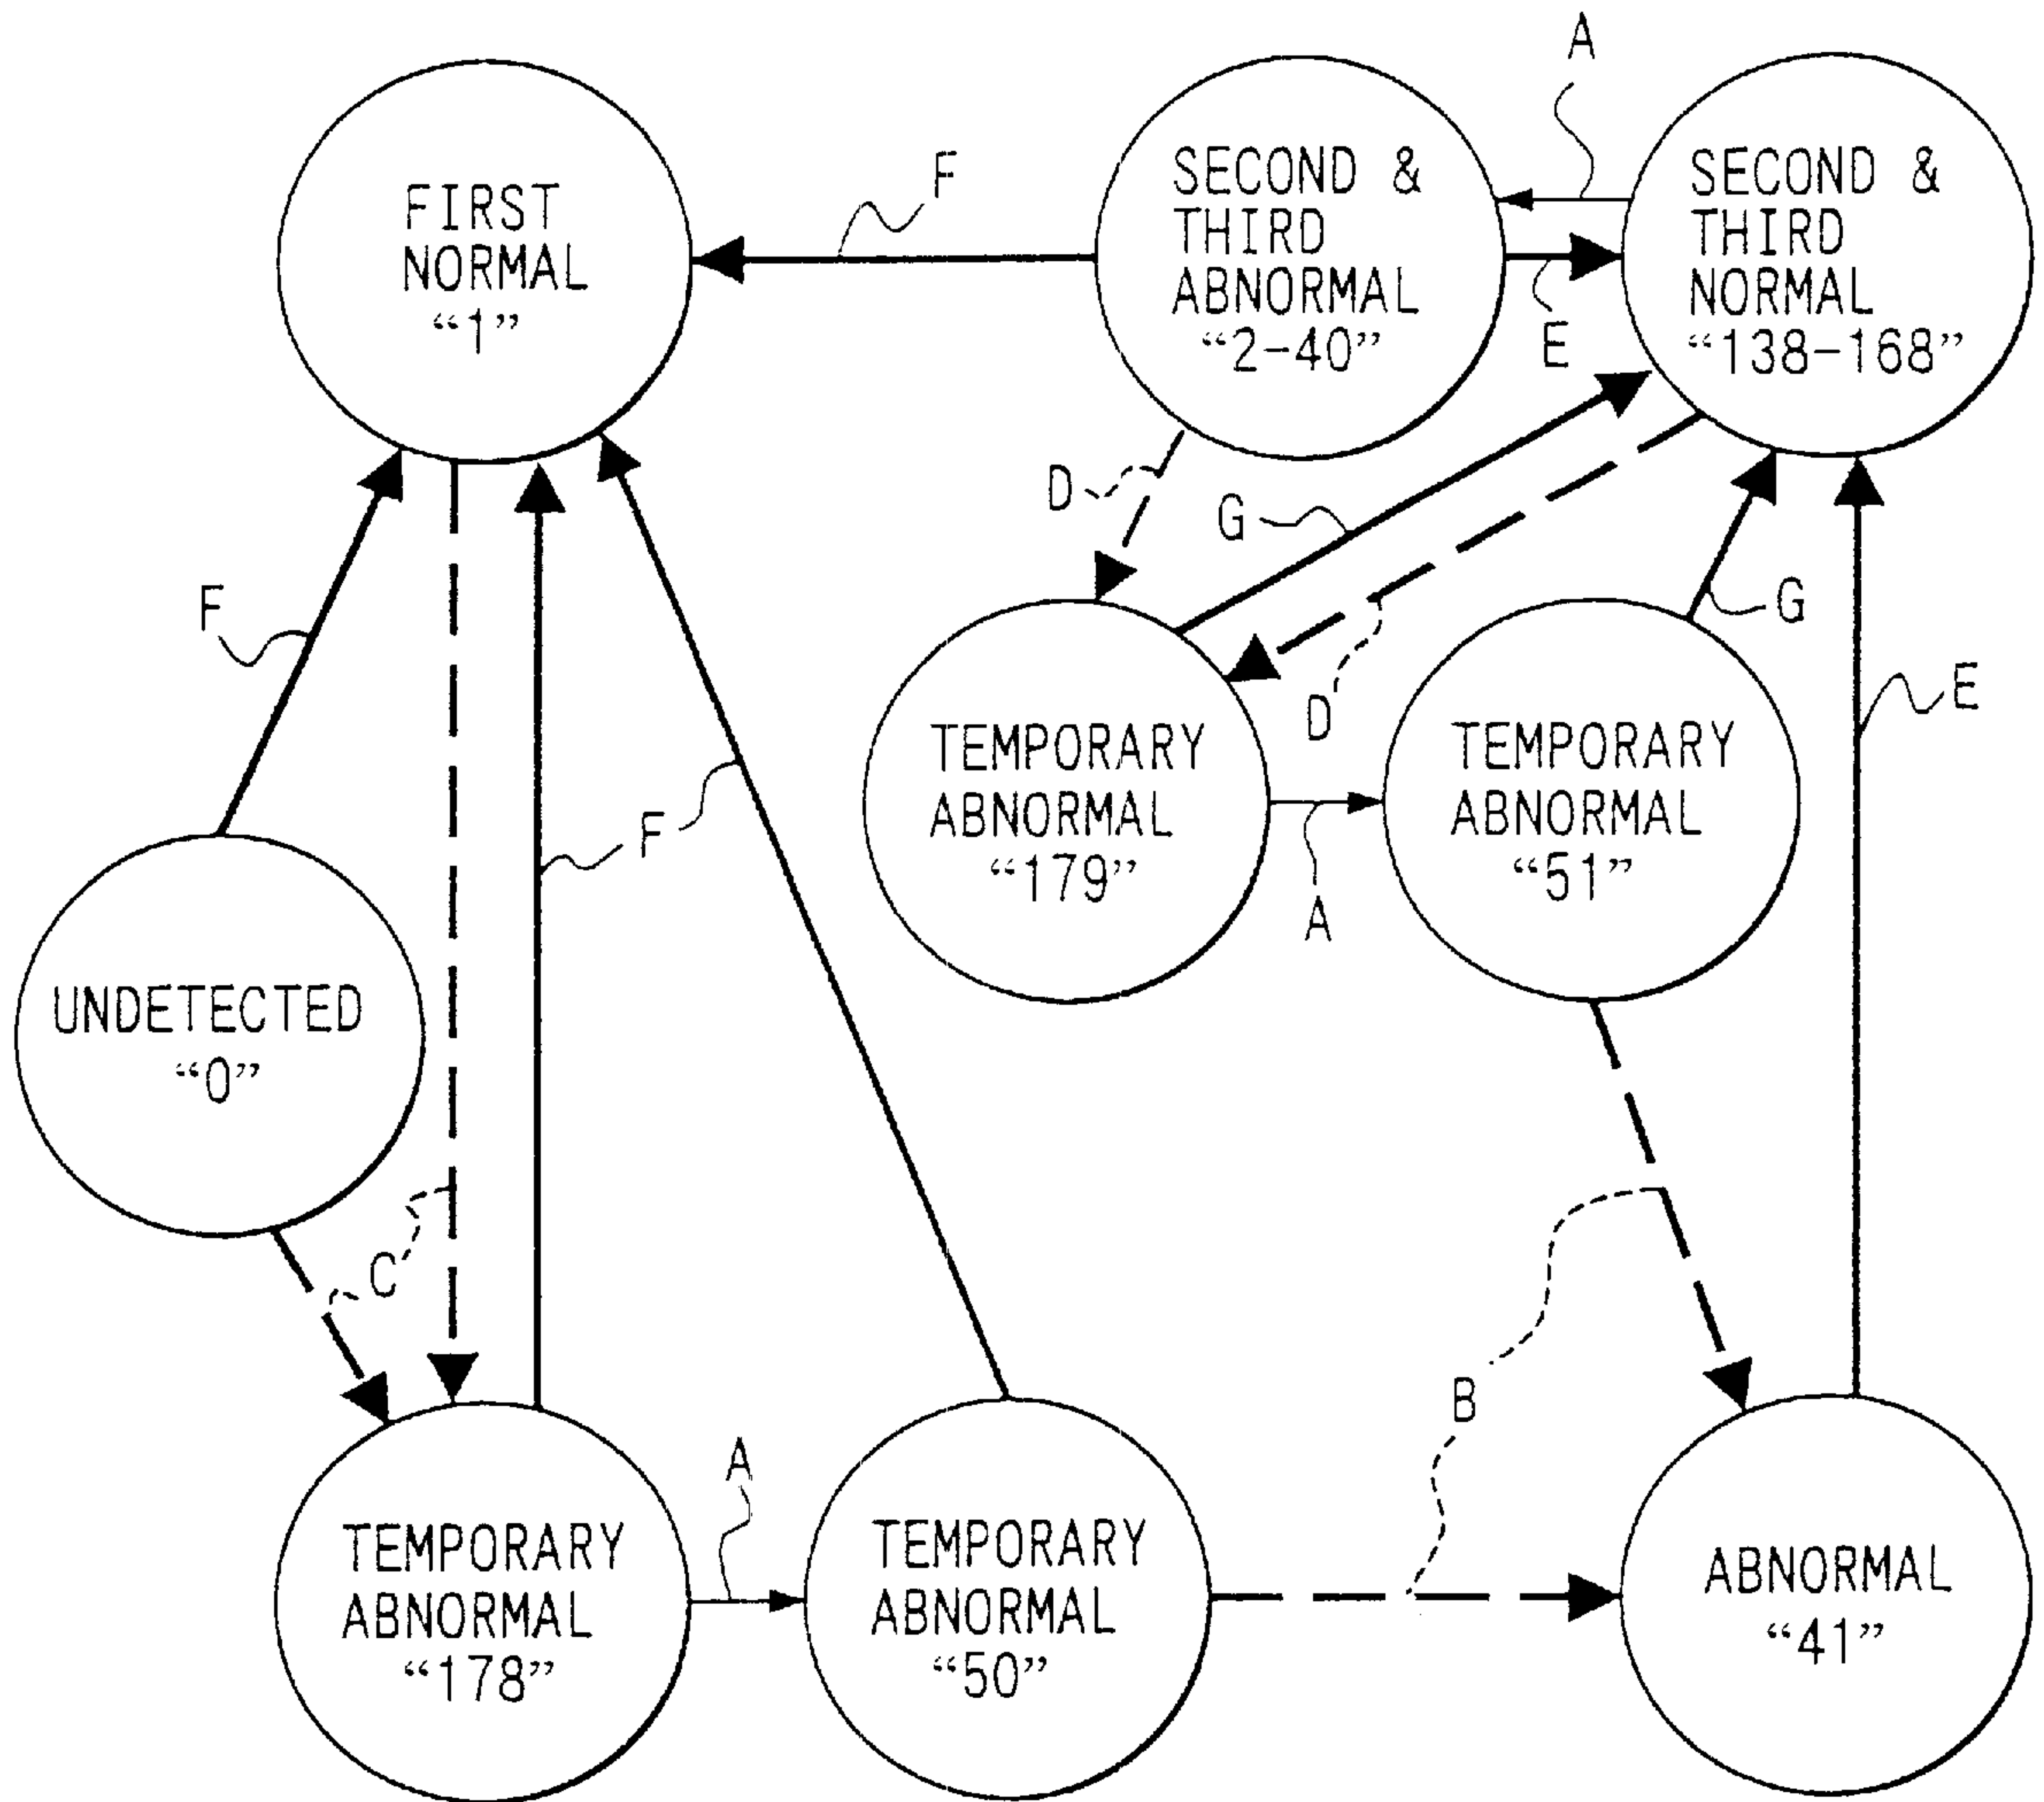 A
F
FIRST
NORMAL
“1”
SECOND &
THIRD
ABNORMAL
“2-40”
SECOND &
THIRD
NORMAL
“138-168”
E
D
G
F
G
D
E
F
TEMPORARY
ABNORMAL
“179”
TEMPORARY
ABNORMAL
“51”
A
UNDETECTED
“0”
C
B
A
TEMPORARY
ABNORMAL
“178”
TEMPORARY
ABNORMAL
“50”
ABNORMAL
“41”